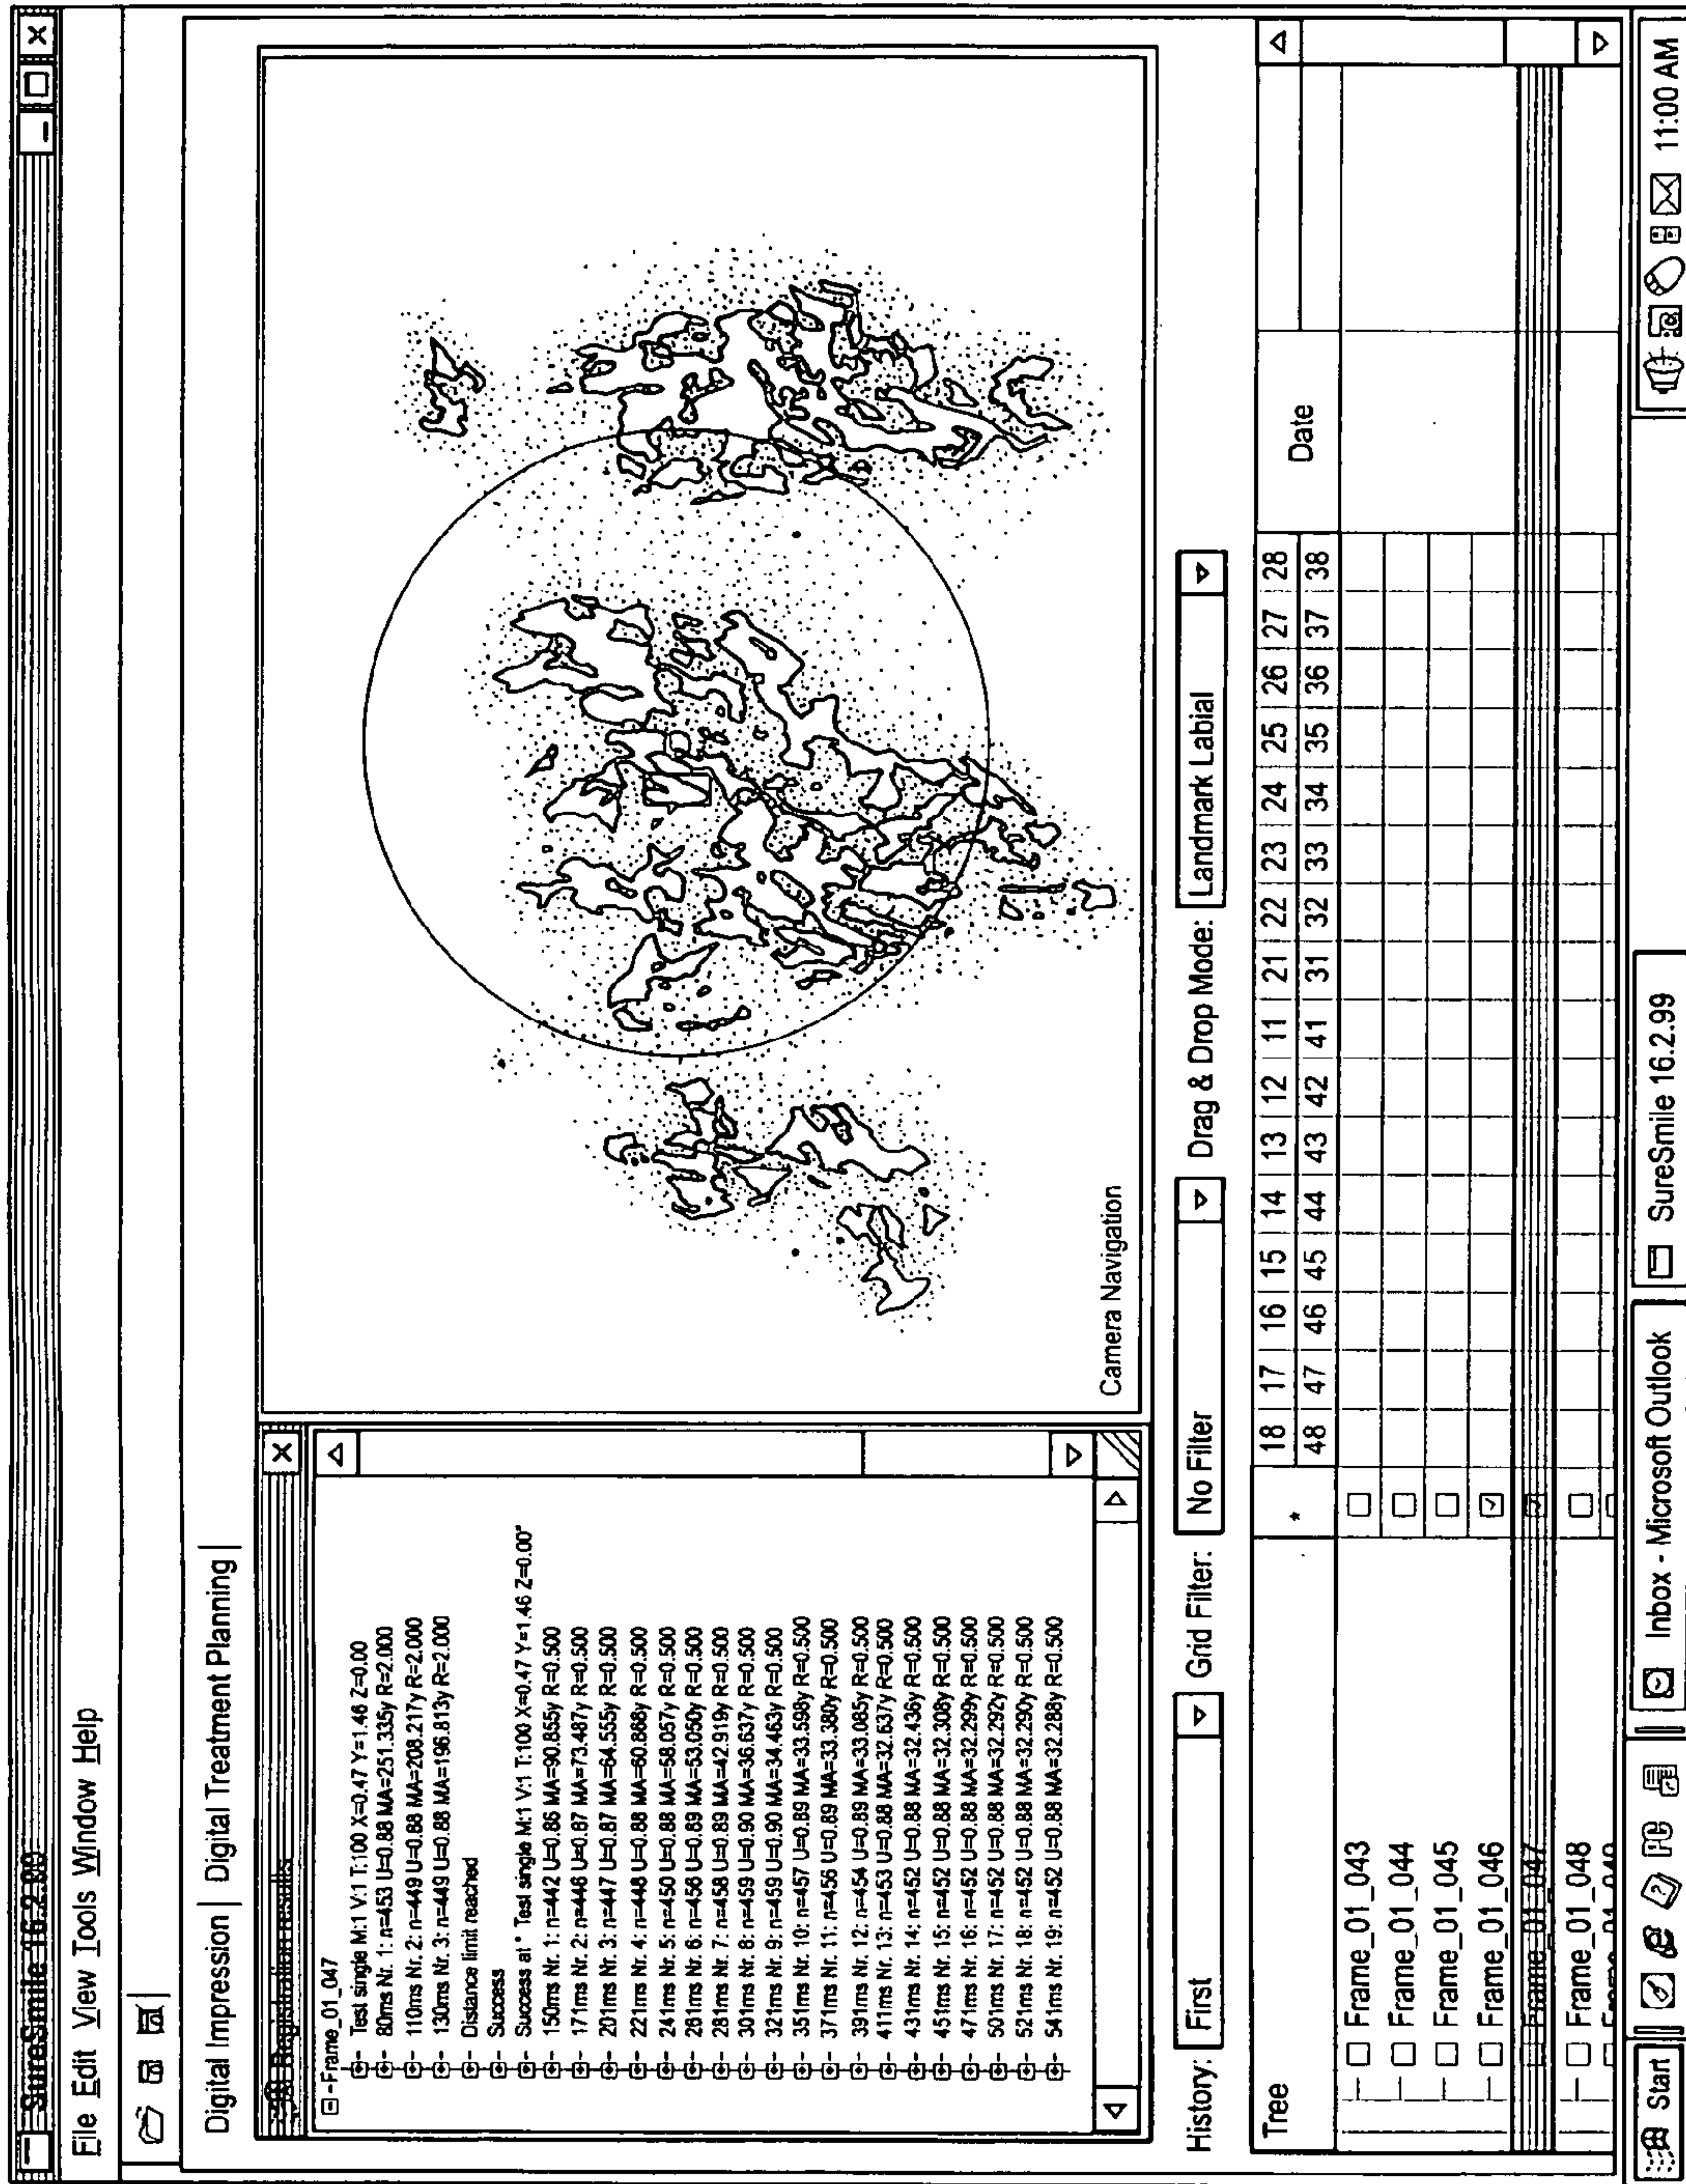 SureSmile 16.2.99
File Edit View Tools Window Help
Digital Impression | Digital Treatment Planning |
Registration results
Frame_01_047
Test single M:1 V:1 T:100 X=0.47 Y=1.46 Z=0.00
80ms Nr. 1: n=453 U=0.88 MA=251.335y R=2.000
110ms Nr. 2: n=449 U=0.88 MA=208.217y R=2.000
130ms Nr. 3: n=449 U=0.88 MA=196.813y R=2.000
Distance limit reached
Success
Success at " Test single M:1 V:1 T:100 X=0.47 Y=1.46 Z=0.00"
150ms Nr. 1: n=442 U=0.86 MA=90.855y R=0.500
171ms Nr. 2: n=446 U=0.87 MA=73.487y R=0.500
201ms Nr. 3: n=447 U=0.87 MA=64.555y R=0.500
221ms Nr. 4: n=448 U=0.88 MA=60.868y R=0.500
241ms Nr. 5: n=450 U=0.88 MA=58.057y R=0.500
261ms Nr. 6: n=456 U=0.89 MA=53.050y R=0.500
281ms Nr. 7: n=458 U=0.89 MA=42.919y R=0.500
301ms Nr. 8: n=459 U=0.90 MA=36.637y R=0.500
321ms Nr. 9: n=459 U=0.90 MA=34.463y R=0.500
351ms Nr. 10: n=457 U=0.89 MA=33.598y R=0.500
371ms Nr. 11: n=456 U=0.89 MA=33.380y R=0.500
391ms Nr. 12: n=454 U=0.89 MA=33.085y R=0.500
411ms Nr. 13: n=453 U=0.88 MA=32.637y R=0.500
431ms Nr. 14: n=452 U=0.88 MA=32.436y R=0.500
451ms Nr. 15: n=452 U=0.88 MA=32.308y R=0.500
471ms Nr. 16: n=452 U=0.88 MA=32.299y R=0.500
501ms Nr. 17: n=452 U=0.88 MA=32.292y R=0.500
521ms Nr. 18: n=452 U=0.88 MA=32.290y R=0.500
541ms Nr. 19: n=452 U=0.88 MA=32.288y R=0.500
Camera Navigation
History: First Grid Filter: No Filter Drag & Drop Mode: Landmark Labial
Tree * 18 17 16 15 14 13 12 11 21 22 23 24 25 26 27 28 Date
48 47 46 45 44 43 42 41 31 32 33 34 35 36 37 38
Frame_01_043
Frame_01_044
Frame_01_045
Frame_01_046
Frame_01_047
Frame_01_048
Start Inbox - Microsoft Outlook SureSmile 16.2.99 11:00 AM